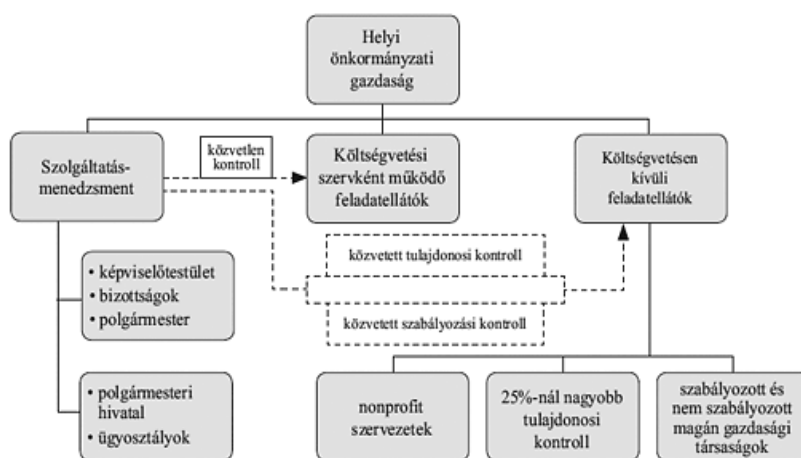 Helyi
önkormányzati
gazdaság
Szolgáltatás-
menedzsment
közvetlen
kontroll
Költségvetési
szervként működő
feladatellátók
Költségvetésen
kívüli
feladatellátók
• képviselőtestület
• bizottságok
• polgármester
közvetett tulajdonosi kontroll
közvetett szabályozási kontroll
• polgármesteri
hivatal
• ügyosztályok
nonprofit
szervezetek
25%-nál nagyobb
tulajdonosi
kontroll
szabályozott és
nem szabályozott
magán gazdasági
társaságok